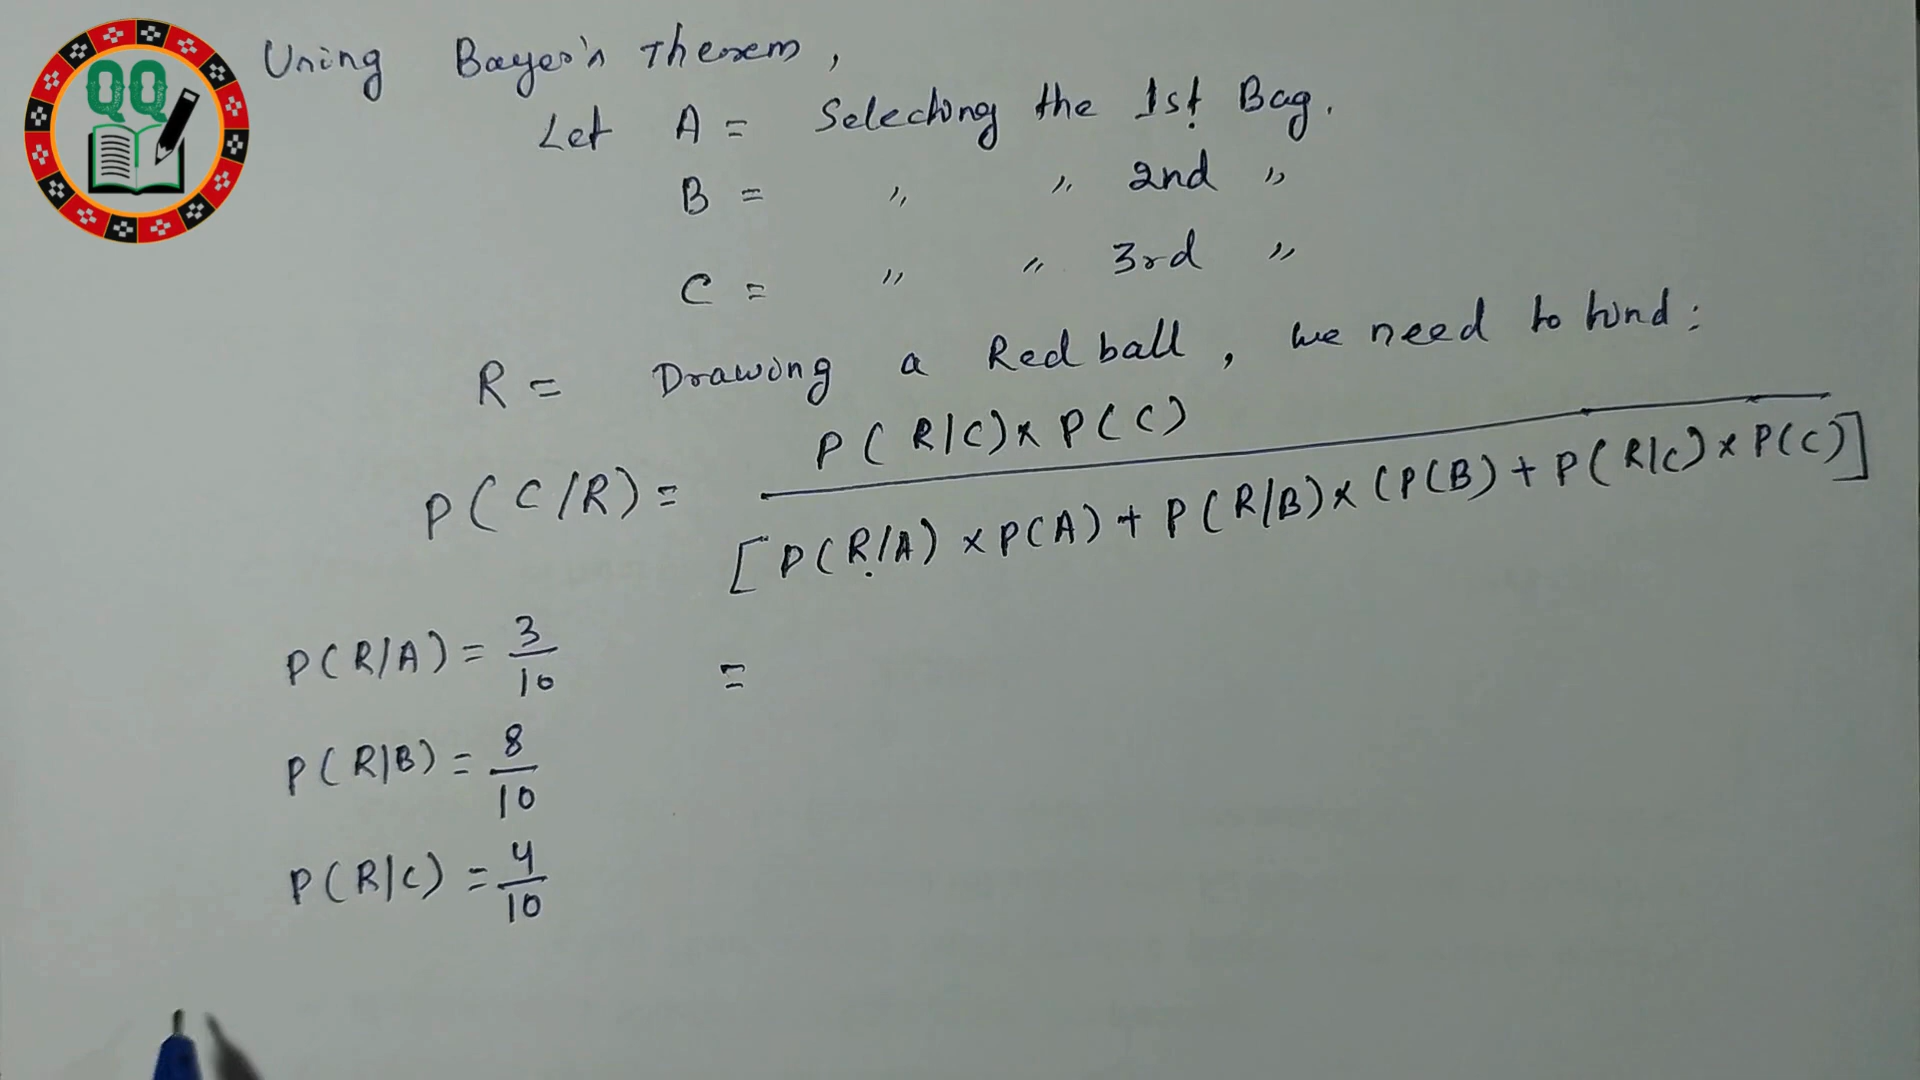 QQ
Using Bayes's Theorem,
Let A = Selecting the 1st Bag.
B = " " 2nd "
C = " " 3rd "
R = Drawing a Red ball, we need to find:
P(C/R) = P(R|C)×P(C)
[P(R/A)×P(A)+P(R/B)×(P(B)+P(R|C)×P(C)]
P(R/A) = 3/10 =
P(R|B) = 8/10
P(R|C) = 4/10